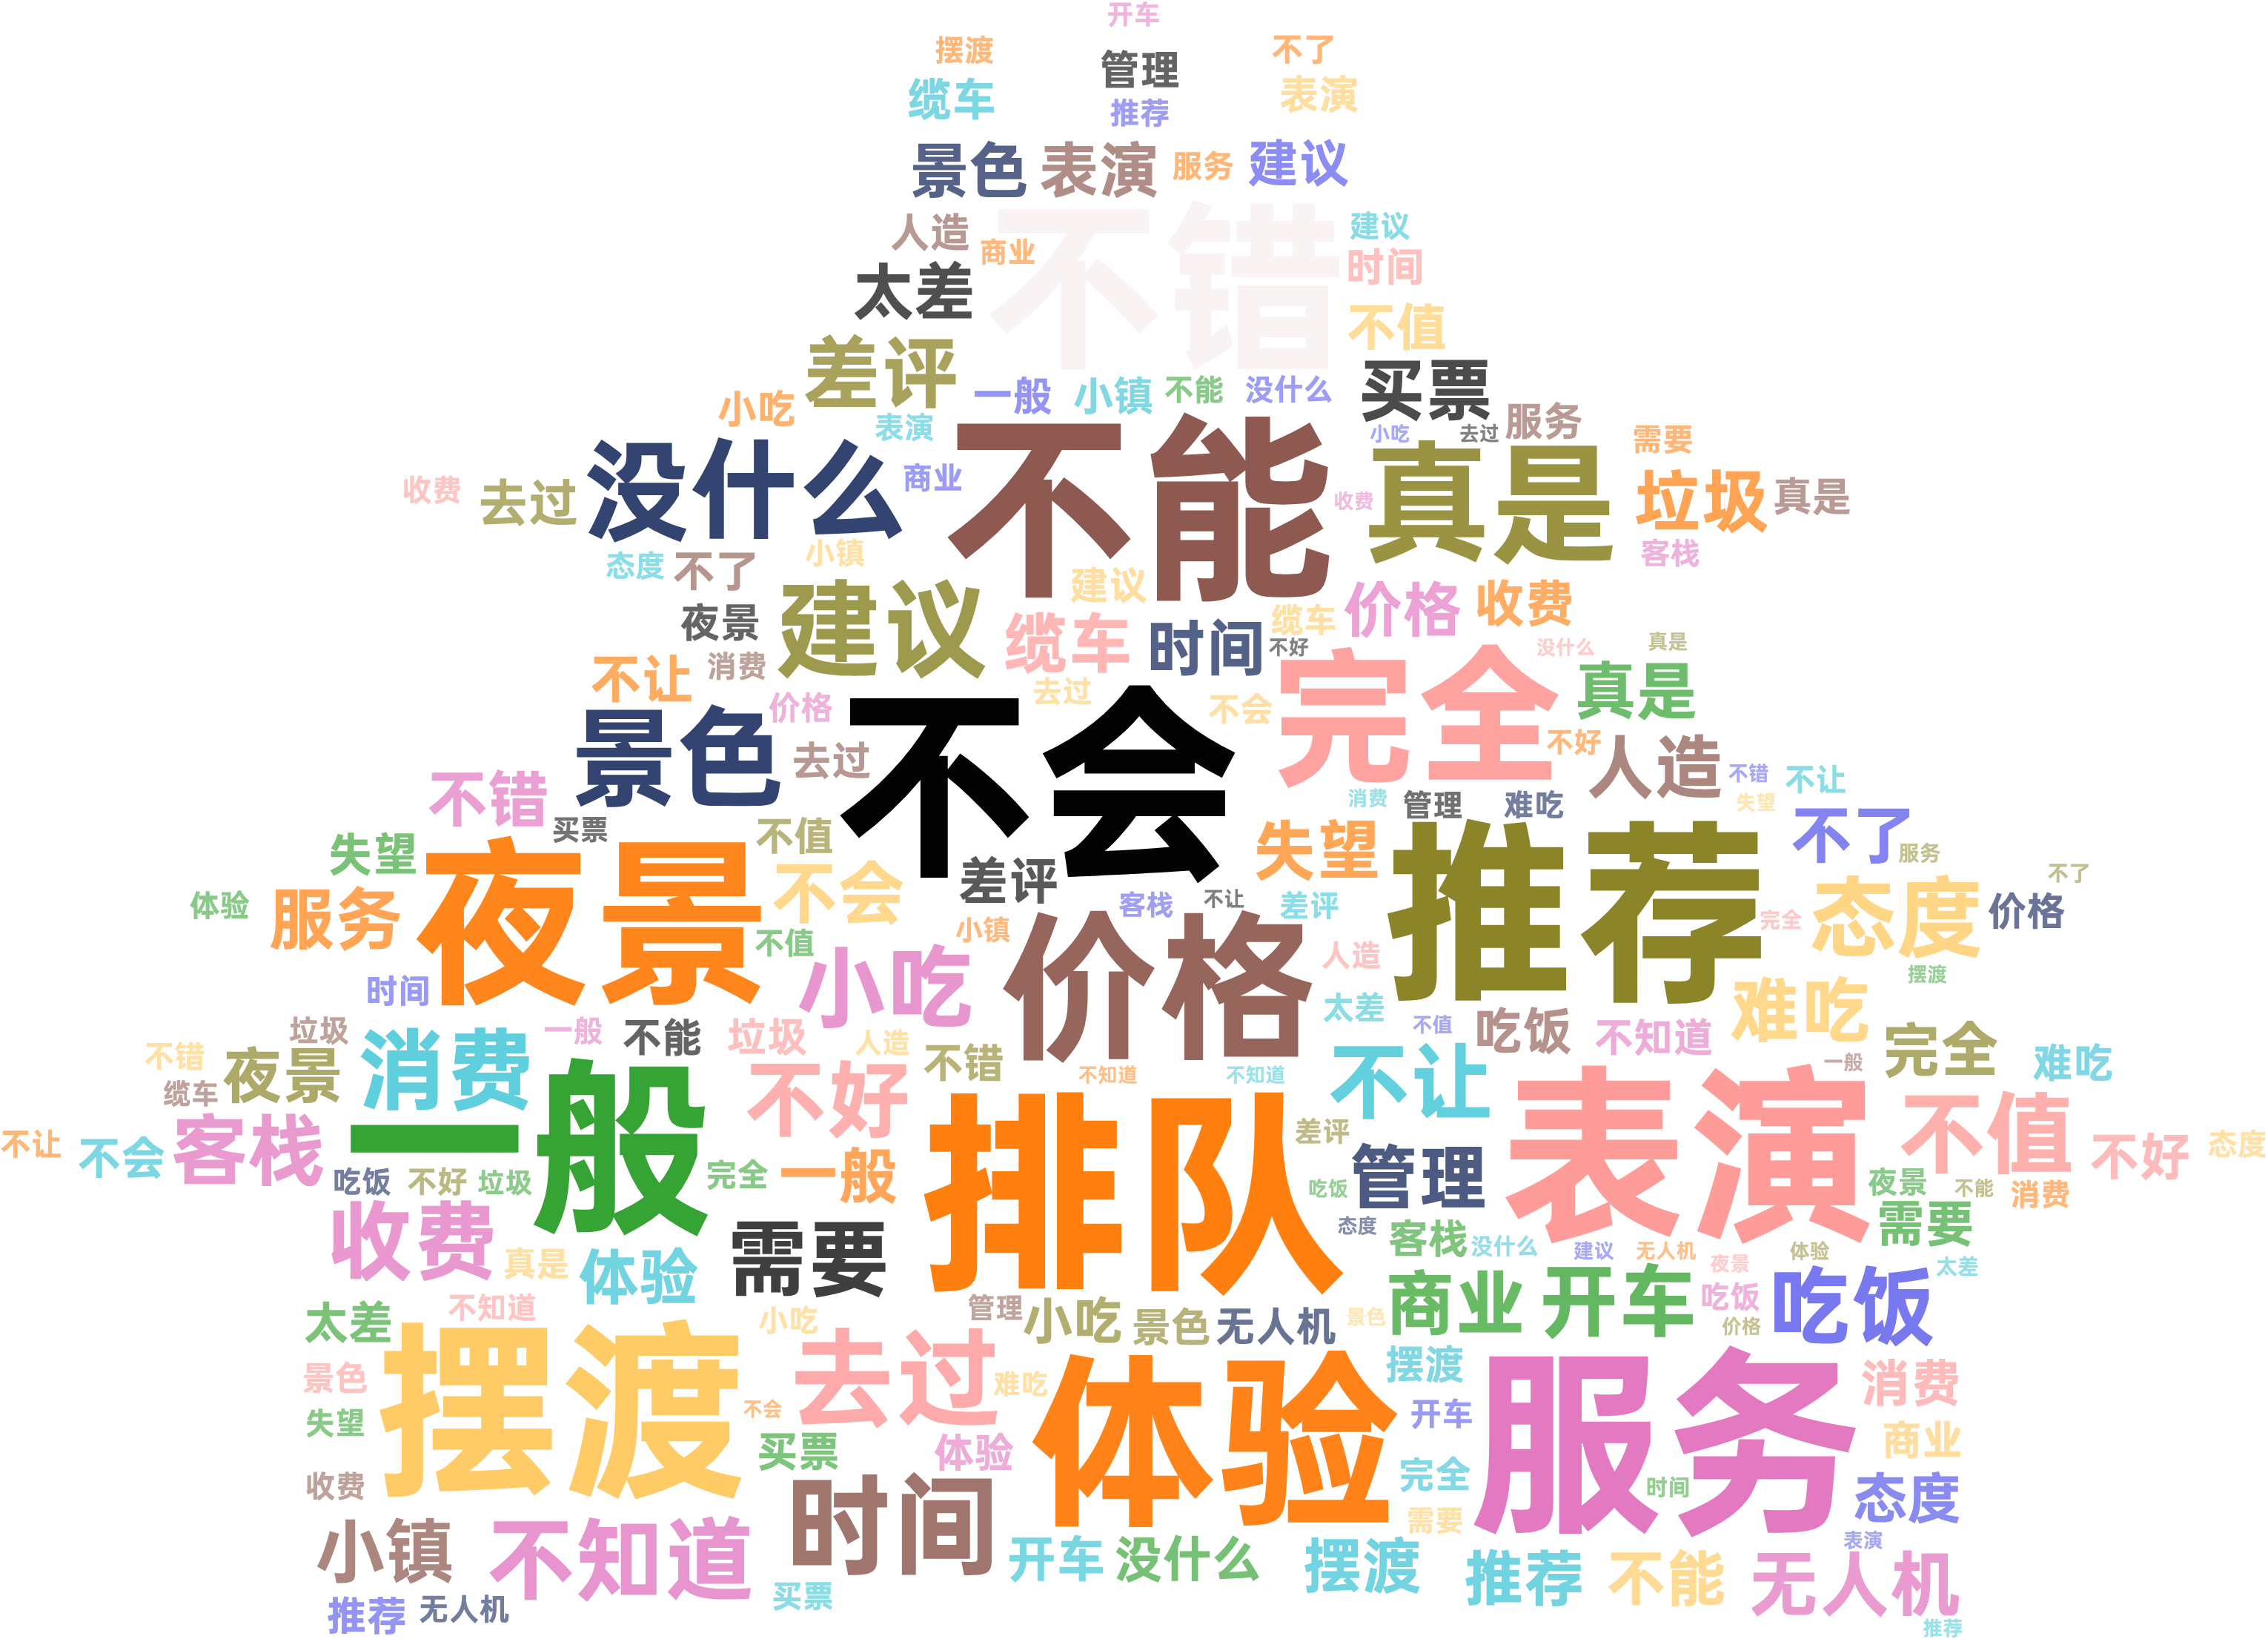 开车
摆渡 管理 不了
缆车 推荐 表演
景色 表演 服务 建议
人造 商业 不错 建议
太差 时间
差评 不值
小吃 一般 小镇 不能 没什么 买票
表演 小吃 去过 服务 需要
收费 去过 没什么 商业 不能 收费 真是 垃圾 真是
态度 不了 小镇 建议 客栈
夜景 建议 缆车 时间 缆车 不好 价格 收费
不让 消费 去过 没什么 真是
价格 不会 完全 真是
景色 去过 不会 不好 人造
不错 买票 不值 消费 管理 难吃 不错 不让
失望 失望 失望 不了 服务
体验 服务 夜景 不会 差评 推荐 态度 不了
不值 小镇 客栈 不让 差评 完全 价格
时间 小吃 价格 人造 摆渡
垃圾 一般 不能 垃圾 人造 太差 不值 吃饭 不知道 难吃
不错 夜景 消费 不错 一般 完全 难吃
缆车 不好 不知道 不知道 不让
不让 不会 客栈 一般 排队 差评 表演 不值 不好 态度
吃饭 不好 垃圾 完全 一般 吃饭 管理 夜景 不能 消费
收费 真是 体验 需要 态度 客栈 没什么 建议 无人机 夜景 体验 需要
太差 不知道 小吃 管理 小吃 景色 无人机 景色 商业 开车 吃饭 价格 吃饭 太差
景色 摆渡 去过 难吃 摆渡 消费
失望 不会 买票 体验 体验 开车 服务 商业
收费 时间 完全 时间 态度
小镇 不知道 开车 没什么 需要 表演
推荐 无人机 买票 摆渡 推荐 不能 无人机
推荐